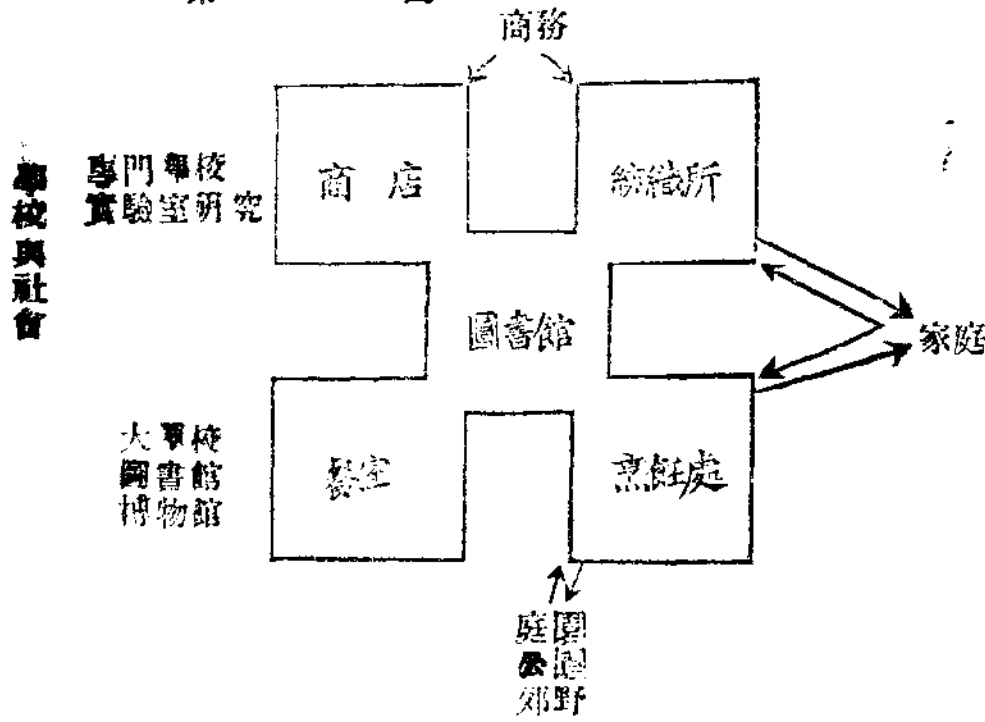 商務
學校與社會
專門學校
實驗室研究
商店
紡織所
圖書館
家庭
大學校
圖書館
博物館
餐室
烹飪處
庭園
公園
郊野